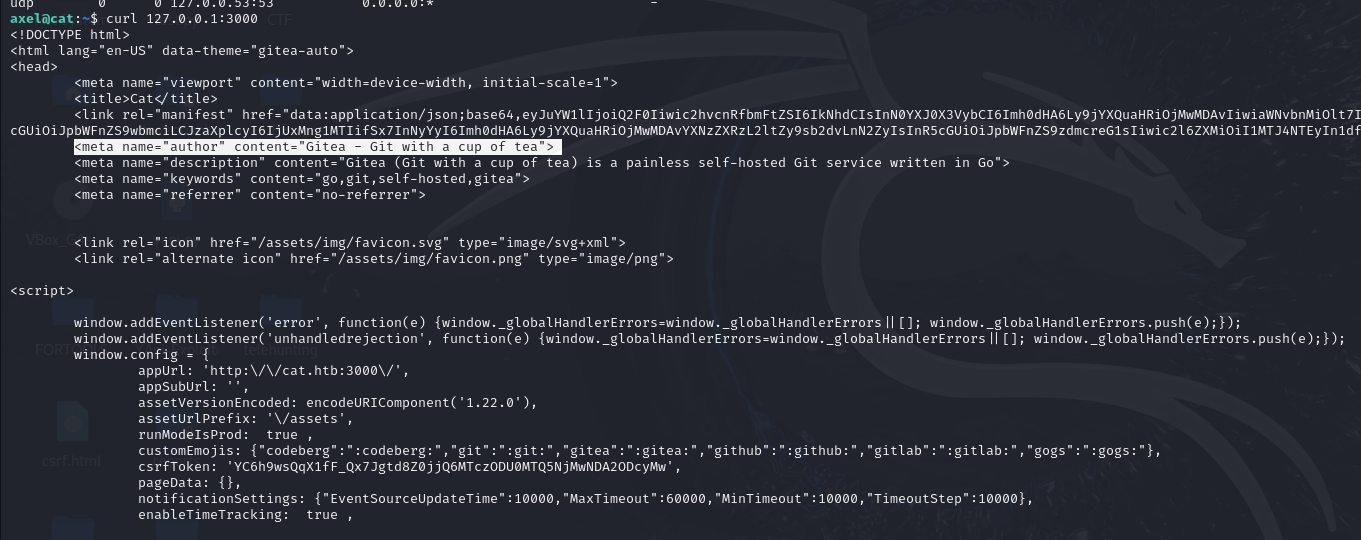 udp 0 0 127.0.0.53:53 0.0.0.0:* -
axel@cat:~$ curl 127.0.0.1:3000
<!DOCTYPE html>
<html lang="en-US" data-theme="gitea-auto">
<head>
<meta name="viewport" content="width=device-width, initial-scale=1">
<title>Cat</title>
<link rel="manifest" href="data:application/json;base64,
<meta name="author" content="Gitea - Git with a cup of tea">
<meta name="description" content="Gitea (Git with a cup of tea) is a painless self-hosted Git service written in Go">
<meta name="keywords" content="go,git,self-hosted,gitea">
<meta name="referrer" content="no-referrer">
<link rel="icon" href="/assets/img/favicon.svg" type="image/svg+xml">
<link rel="alternate icon" href="/assets/img/favicon.png" type="image/png">
<script>
window.addEventListener('error', function(e) {window._globalHandlerErrors=window._globalHandlerErrors||[]; window._globalHandlerErrors.push(e);});
window.addEventListener('unhandledrejection', function(e) {window._globalHandlerErrors=window._globalHandlerErrors||[]; window._globalHandlerErrors.push(e);});
window.config = {
appUrl: 'http:\/\/cat.htb:3000\/',
appSubUrl: '',
assetVersionEncoded: encodeURIComponent('1.22.0'),
assetUrlPrefix: '\/assets',
runModeIsProd: true ,
customEmojis: {"codeberg":":codeberg:","git":":git:","gitea":":gitea:","github":":github:","gitlab":":gitlab:","gogs":":gogs:"},
csrfToken: 'YC6h9wsQqX1fF_Qx7Jgtd8Z0jjQ6MTczODU0MTQ5NjMwNDA2ODcyMw',
pageData: {},
notificationSettings: {"EventSourceUpdateTime":10000,"MaxTimeout":60000,"MinTimeout":10000,"TimeoutStep":10000},
enableTimeTracking: true ,
CTF
csrf.html